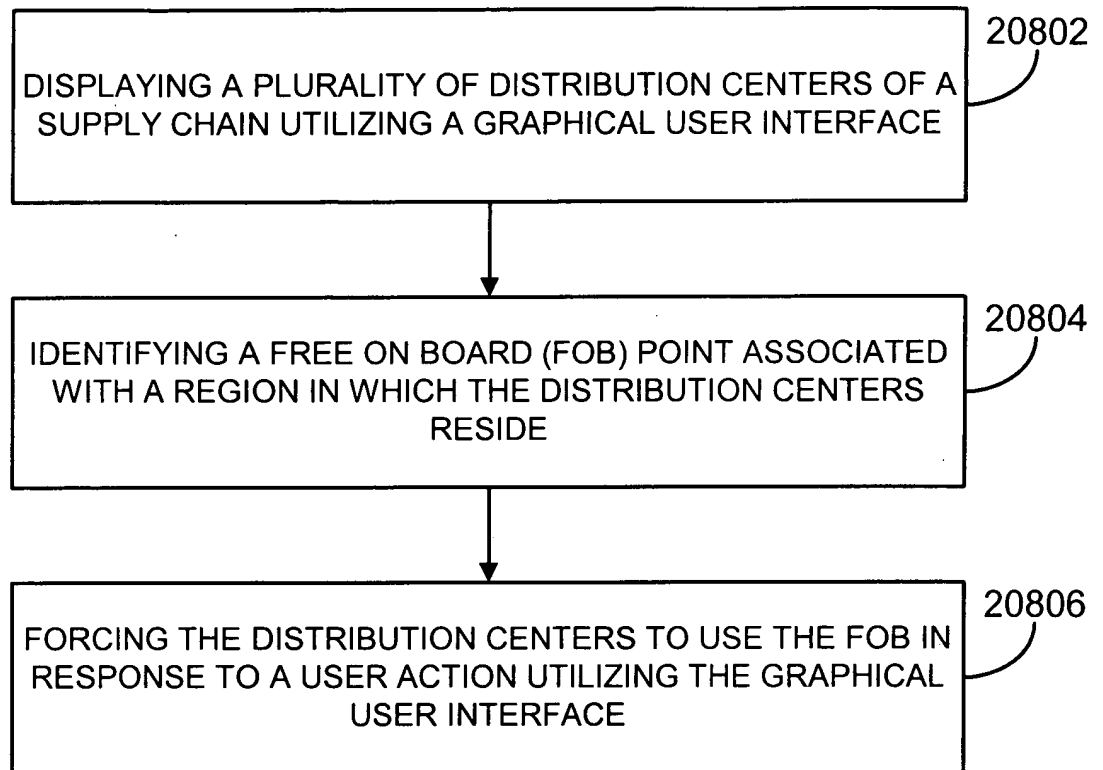 20802
DISPLAYING A PLURALITY OF DISTRIBUTION CENTERS OF A
SUPPLY CHAIN UTILIZING A GRAPHICAL USER INTERFACE
20804
IDENTIFYING A FREE ON BOARD (FOB) POINT ASSOCIATED
WITH A REGION IN WHICH THE DISTRIBUTION CENTERS
RESIDE
20806
FORCING THE DISTRIBUTION CENTERS TO USE THE FOB IN
RESPONSE TO A USER ACTION UTILIZING THE GRAPHICAL
USER INTERFACE